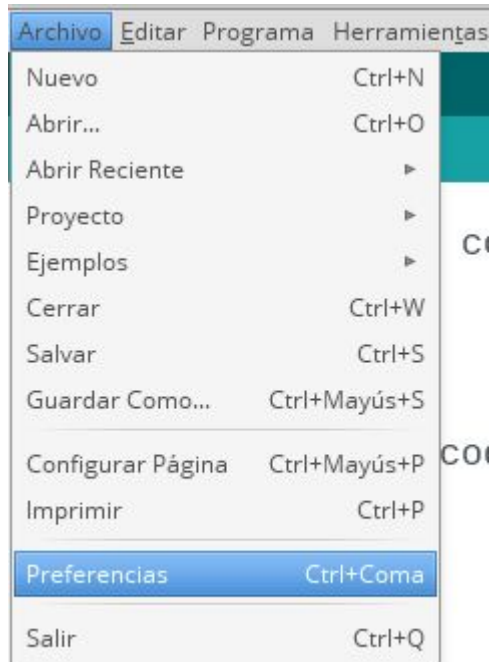 Archivo Editar Programa Herramientas
Nuevo Ctrl+N
Abrir... Ctrl+O
Abrir Reciente
Proyecto
Ejemplos
Cerrar Ctrl+W
Salvar Ctrl+S
Guardar Como... Ctrl+Mayús+S
Configurar Página Ctrl+Mayús+P
Imprimir Ctrl+P
Preferencias Ctrl+Coma
Salir Ctrl+Q